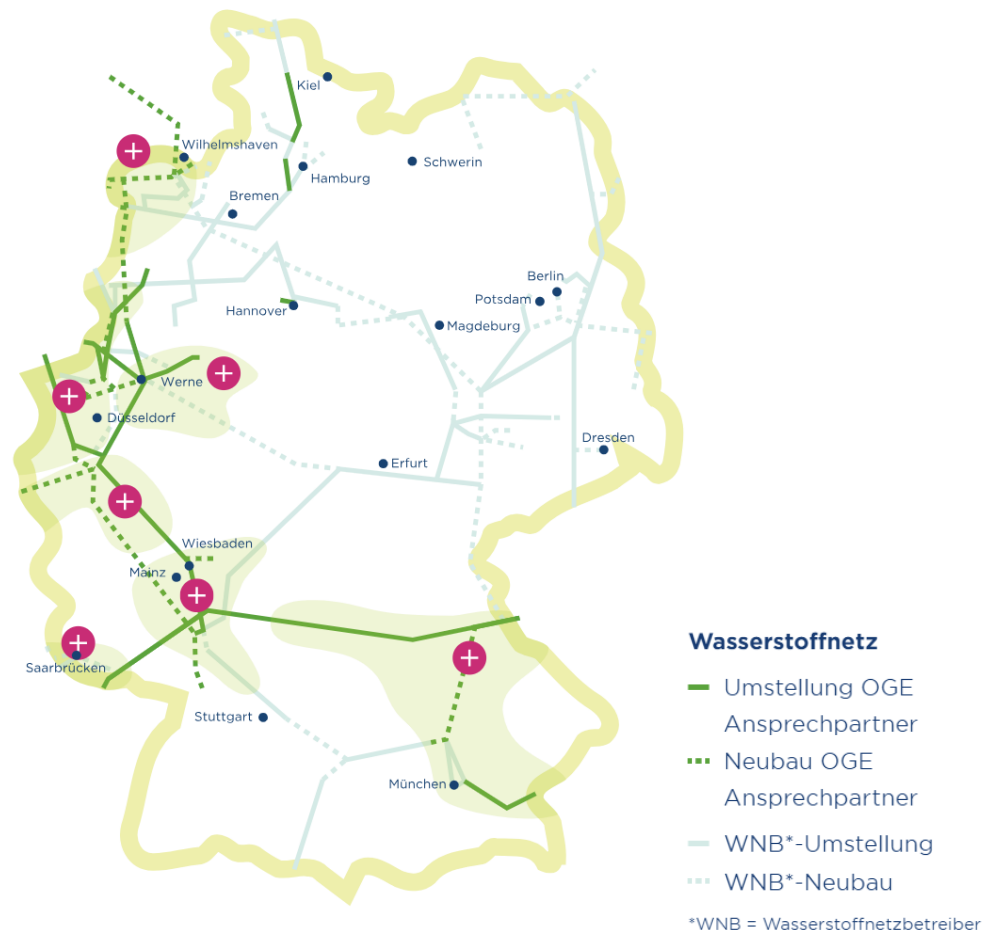 Kiel
Wilhelmshaven
Schwerin
Hamburg
Bremen
Berlin
Potsdam
Hannover
Magdeburg
Werne
Düsseldorf
Dresden
Erfurt
Wiesbaden
Mainz
Saarbrücken
Stuttgart
München
Wasserstoffnetz
Umstellung OGE
Ansprechpartner
Neubau OGE
Ansprechpartner
WNB*-Umstellung
WNB*-Neubau
*WNB = Wasserstoffnetzbetreiber